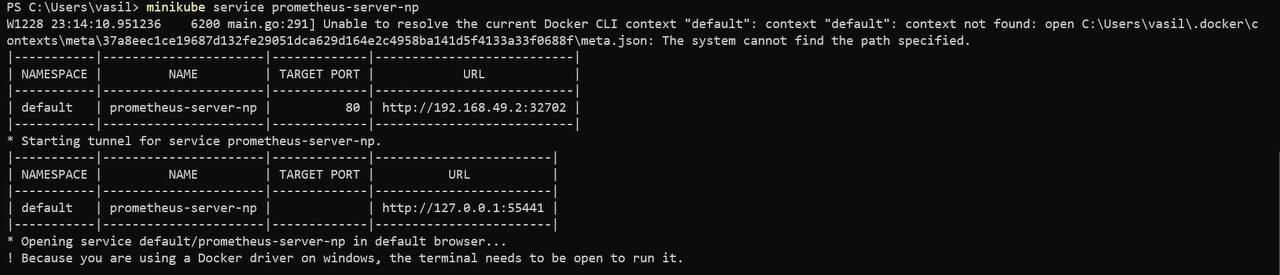 PS C:\Users\vasil> minikube service prometheus-server-np
W1228 23:14:10.951236    6200 main.go:291] Unable to resolve the current Docker CLI context "default": context "default": context not found: open C:\Users\vasil\.docker\c
ontexts\meta\37a8eec1ce19687d132fe29051dca629d164e2c4958ba141d5f4133a33f0688f\meta.json: The system cannot find the path specified.
|-----------|----------------------|-------------|---------------------------|
| NAMESPACE |         NAME         | TARGET PORT |            URL            |
|-----------|----------------------|-------------|---------------------------|
| default   | prometheus-server-np |          80 | http://192.168.49.2:32702 |
|-----------|----------------------|-------------|---------------------------|
* Starting tunnel for service prometheus-server-np.
|-----------|----------------------|-------------|------------------------|
| NAMESPACE |         NAME         | TARGET PORT |          URL           |
|-----------|----------------------|-------------|------------------------|
| default   | prometheus-server-np |             | http://127.0.0.1:55441 |
|-----------|----------------------|-------------|------------------------|
* Opening service default/prometheus-server-np in default browser...
! Because you are using a Docker driver on windows, the terminal needs to be open to run it.